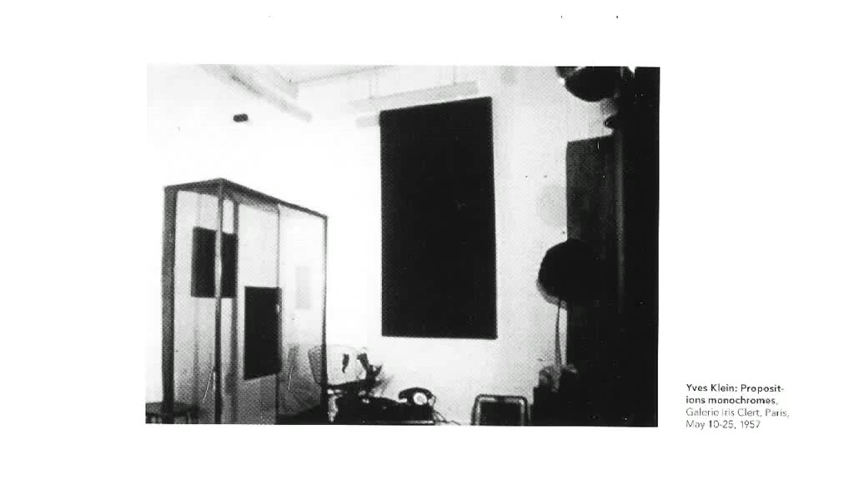 Yves Klein: Proposit-
ions monochromes,
Galerie Iris Clert, Paris,
May 10-25, 1957